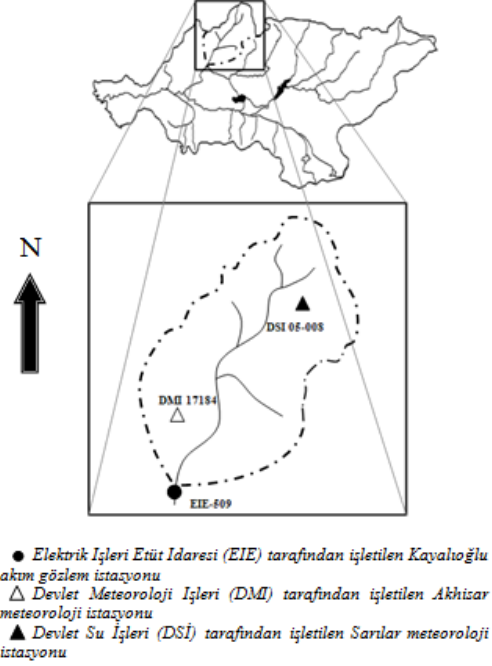 N
DSI 05-008
DMI 17184
EIE-509
Elektrik Işleri Etüt Idaresi (EIE) tarafından işletilen Kayalıoğlu
akım gözlem istasyonu
Devlet Meteoroloji Işleri (DMI) tarafından işletilen Akhisar
meteoroloji istasyonu
Devlet Su İşleri (DSİ) tarafından işletilen Sarılar meteoroloji
istasyonu